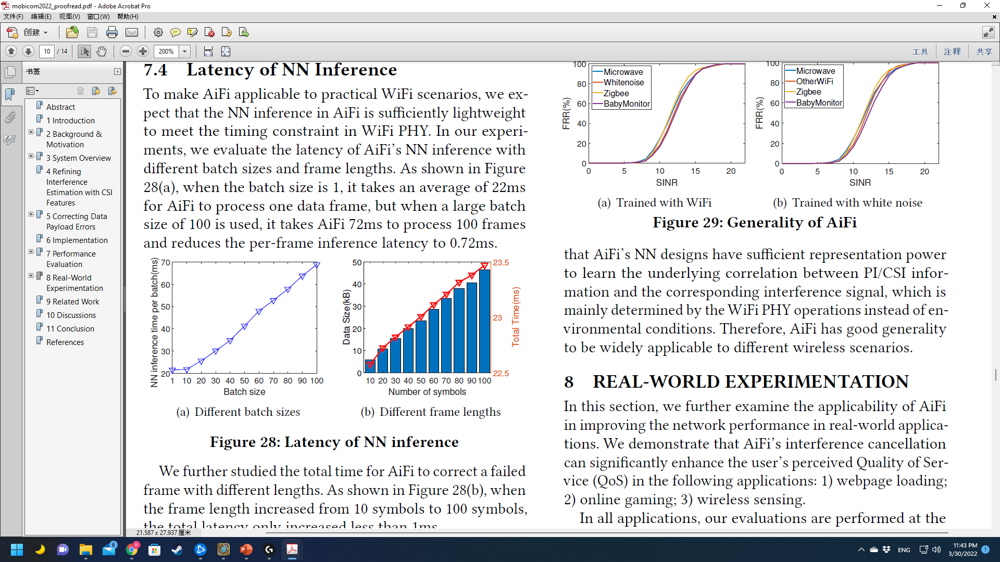 mobicom2022_proofread.pdf - Adobe Acrobat Pro
文件(F) 编辑(E) 视图(V) 窗口(W) 帮助(H)
创建
10 / 14
200%
工具 注释 共享
书签
Abstract
1 Introduction
2 Background &
Motivation
3 System Overview
4 Refining
Interference
Estimation with CSI
Features
5 Correcting Data
Payload Errors
6 Implementation
7 Performance
Evaluation
8 Real-World
Experimentation
9 Related Work
10 Discussions
11 Conclusion
References
7.4 Latency of NN Inference
To make AiFi applicable to practical WiFi scenarios, we ex-
pect that the NN inference in AiFi is sufficiently lightweight
to meet the timing constraint in WiFi PHY. In our experi-
ments, we evaluate the latency of AiFi's NN inference with
different batch sizes and frame lengths. As shown in Figure
28(a), when the batch size is 1, it takes an average of 22ms
for AiFi to process one data frame, but when a large batch
size of 100 is used, it takes AiFi 72ms to process 100 frames
and reduces the per-frame inference latency to 0.72ms.
NN inference time per batch(ms)
70
60
50
40
30
20
1 10 20 30 40 50 60 70 80 90 100
Batch size
(a) Different batch sizes
Data Size(kB)
50
40
30
20
10
0
10 20 30 40 50 60 70 80 90 100
Number of symbols
23.5
23
22.5
Total Time(ms)
(b) Different frame lengths
Figure 28: Latency of NN inference
We further studied the total time for AiFi to correct a failed
frame with different lengths. As shown in Figure 28(b), when
the frame length increased from 10 symbols to 100 symbols,
the total latency only increased less than 1ms.
FRR(%)
100
80
60
40
20
0
0 5 10 15 20
SINR
Microwave
Whitenoise
Zigbee
BabyMonitor
(a) Trained with WiFi
FRR(%)
100
80
60
40
20
0
0 5 10 15 20
SINR
Microwave
OtherWiFi
Zigbee
BabyMonitor
(b) Trained with white noise
Figure 29: Generality of AiFi
that AiFi's NN designs have sufficient representation power
to learn the underlying correlation between PI/CSI infor-
mation and the corresponding interference signal, which is
mainly determined by the WiFi PHY operations instead of en-
vironmental conditions. Therefore, AiFi has good generality
to be widely applicable to different wireless scenarios.
8 REAL-WORLD EXPERIMENTATION
In this section, we further examine the applicability of AiFi
in improving the network performance in real-world applica-
tions. We demonstrate that AiFi's interference cancellation
can significantly enhance the user's perceived Quality of Ser-
vice (QoS) in the following applications: 1) webpage loading;
2) online gaming; 3) wireless sensing.
In all applications, our evaluations are performed at the
21.587 x 27.937 厘米
6
R
ENG
11:43 PM
3/30/2022
1